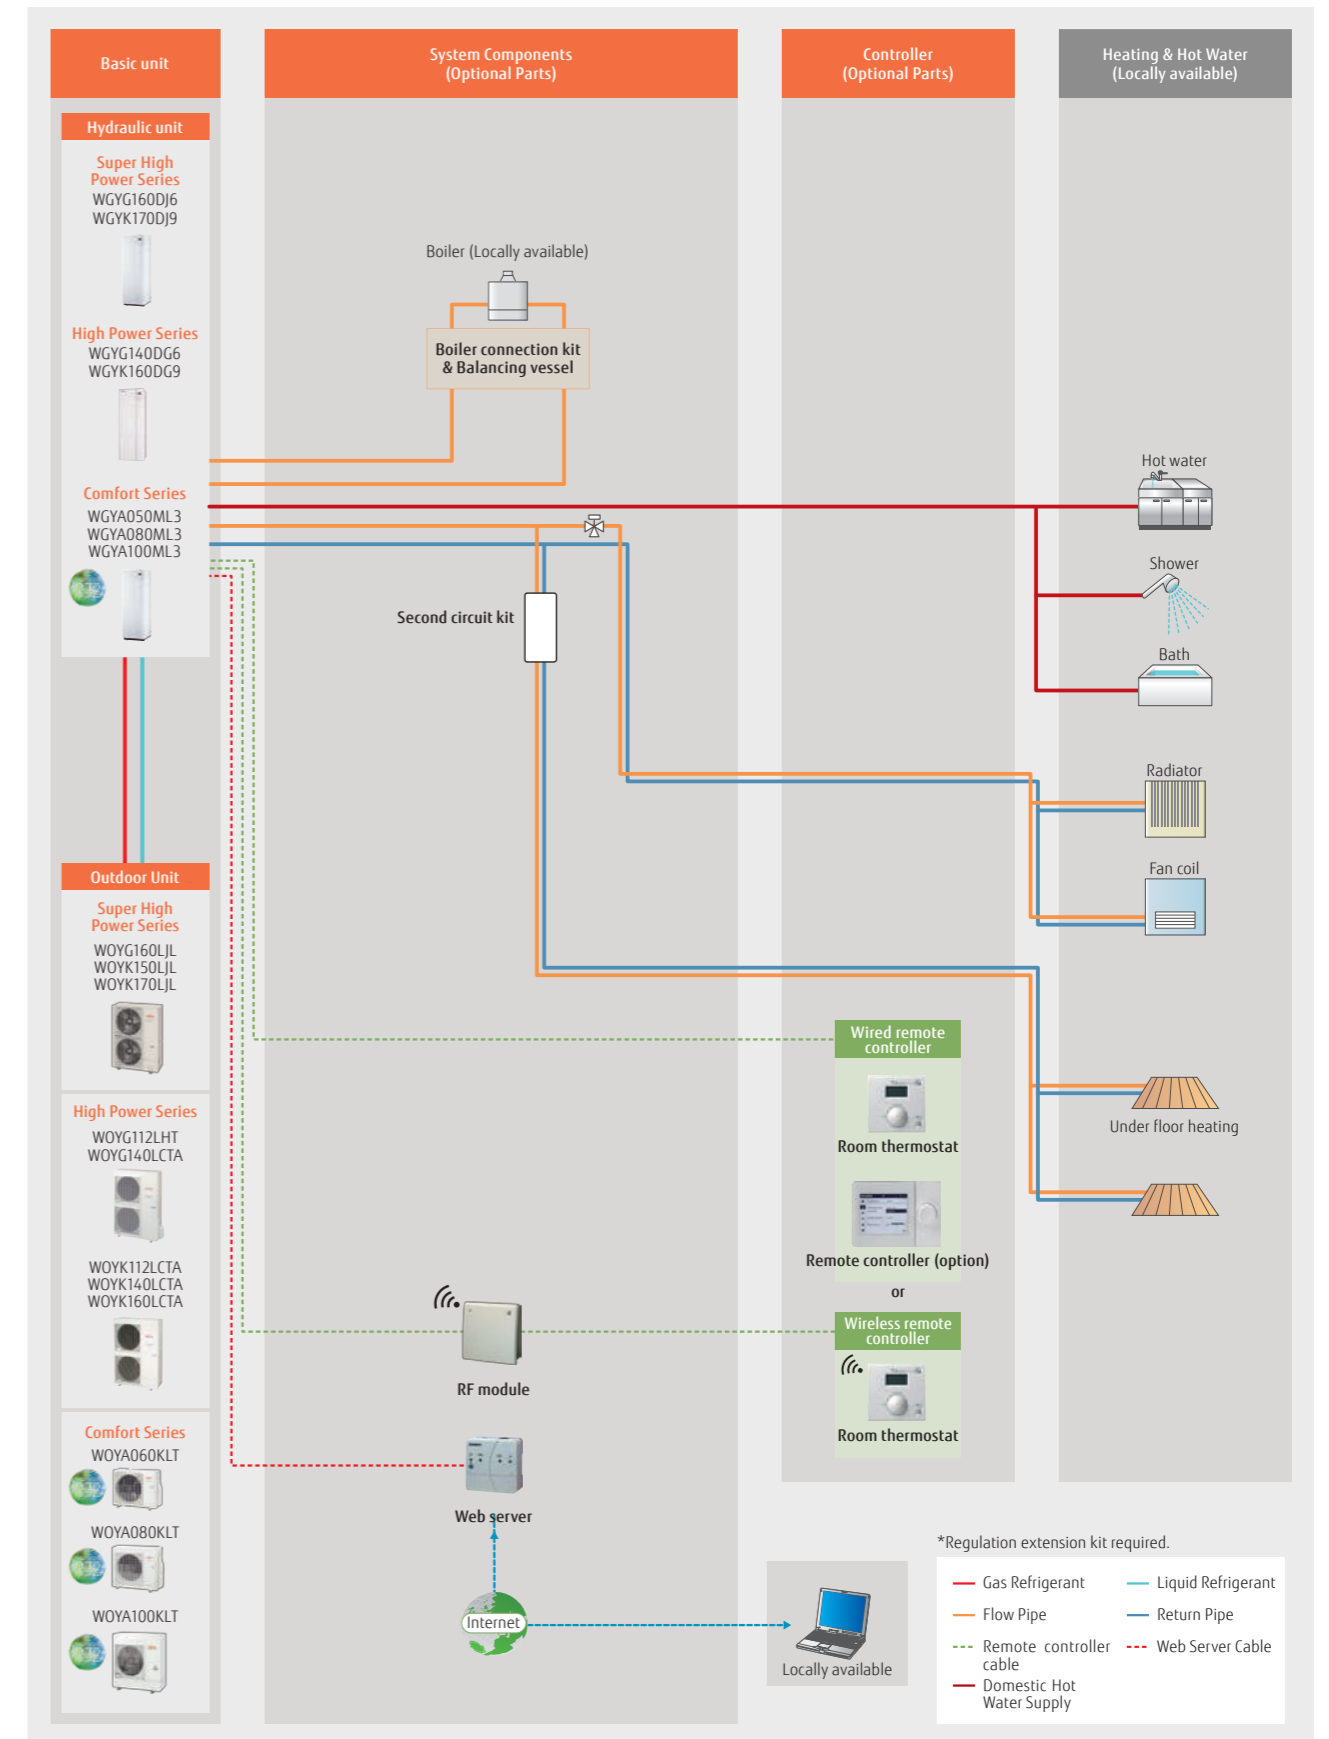 Basic unit
System Components
(Optional Parts)
Controller
(Optional Parts)
Heating & Hot Water
(Locally available)
Hydraulic unit
Super High
Power Series
WGYG160DJ6
WGYK170DJ9
High Power Series
WGYG140DG6
WGYK160DG9
Comfort Series
WGYA050ML3
WGYA080ML3
WGYA100ML3
Outdoor Unit
Super High
Power Series
WOYG160LJL
WOYK150LJL
WOYK170LJL
High Power Series
WOYG112LHT
WOYG140LCTA
WOYK112LCTA
WOYK140LCTA
WOYK160LCTA
Comfort Series
WOYA060KLT
WOYA080KLT
WOYA100KLT
Boiler (Locally available)
Boiler connection kit
& Balancing vessel
Second circuit kit
RF module
Web server
Internet
Wired remote
controller
Room thermostat
Remote controller (option)
or
Wireless remote
controller
Room thermostat
Locally available
Hot water
Shower
Bath
Radiator
Fan coil
Under floor heating
*Regulation extension kit required.
Gas Refrigerant
Liquid Refrigerant
Flow Pipe
Return Pipe
Remote controller
cable
Web Server Cable
Domestic Hot
Water Supply